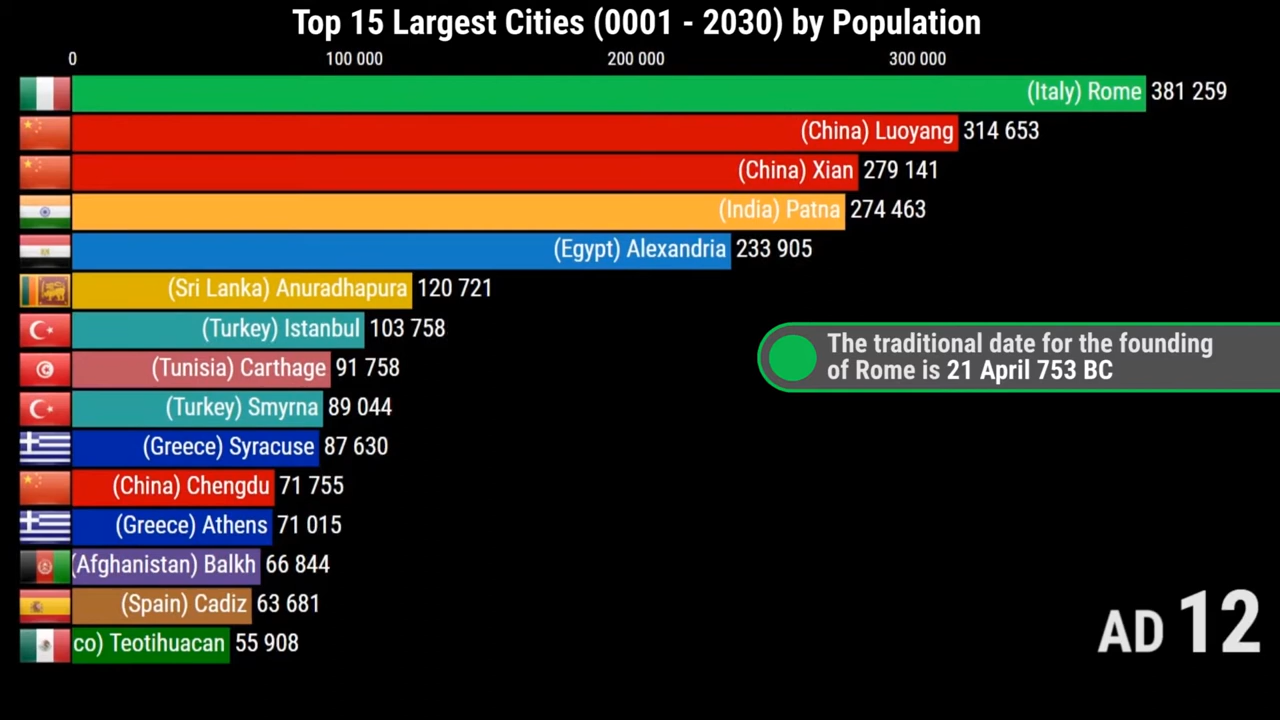 Top 15 Largest Cities (0001 - 2030) by Population
0 100 000 200 000 300 000
(Italy) Rome 381 259
(China) Luoyang 314 653
(China) Xian 279 141
(India) Patna 274 463
(Egypt) Alexandria 233 905
(Sri Lanka) Anuradhapura 120 721
(Turkey) Istanbul 103 758
(Tunisia) Carthage 91 758
(Turkey) Smyrna 89 044
(Greece) Syracuse 87 630
(China) Chengdu 71 755
(Greece) Athens 71 015
(Afghanistan) Balkh 66 844
(Spain) Cadiz 63 681
co) Teotihuacan 55 908
The traditional date for the founding
of Rome is 21 April 753 BC
AD 12